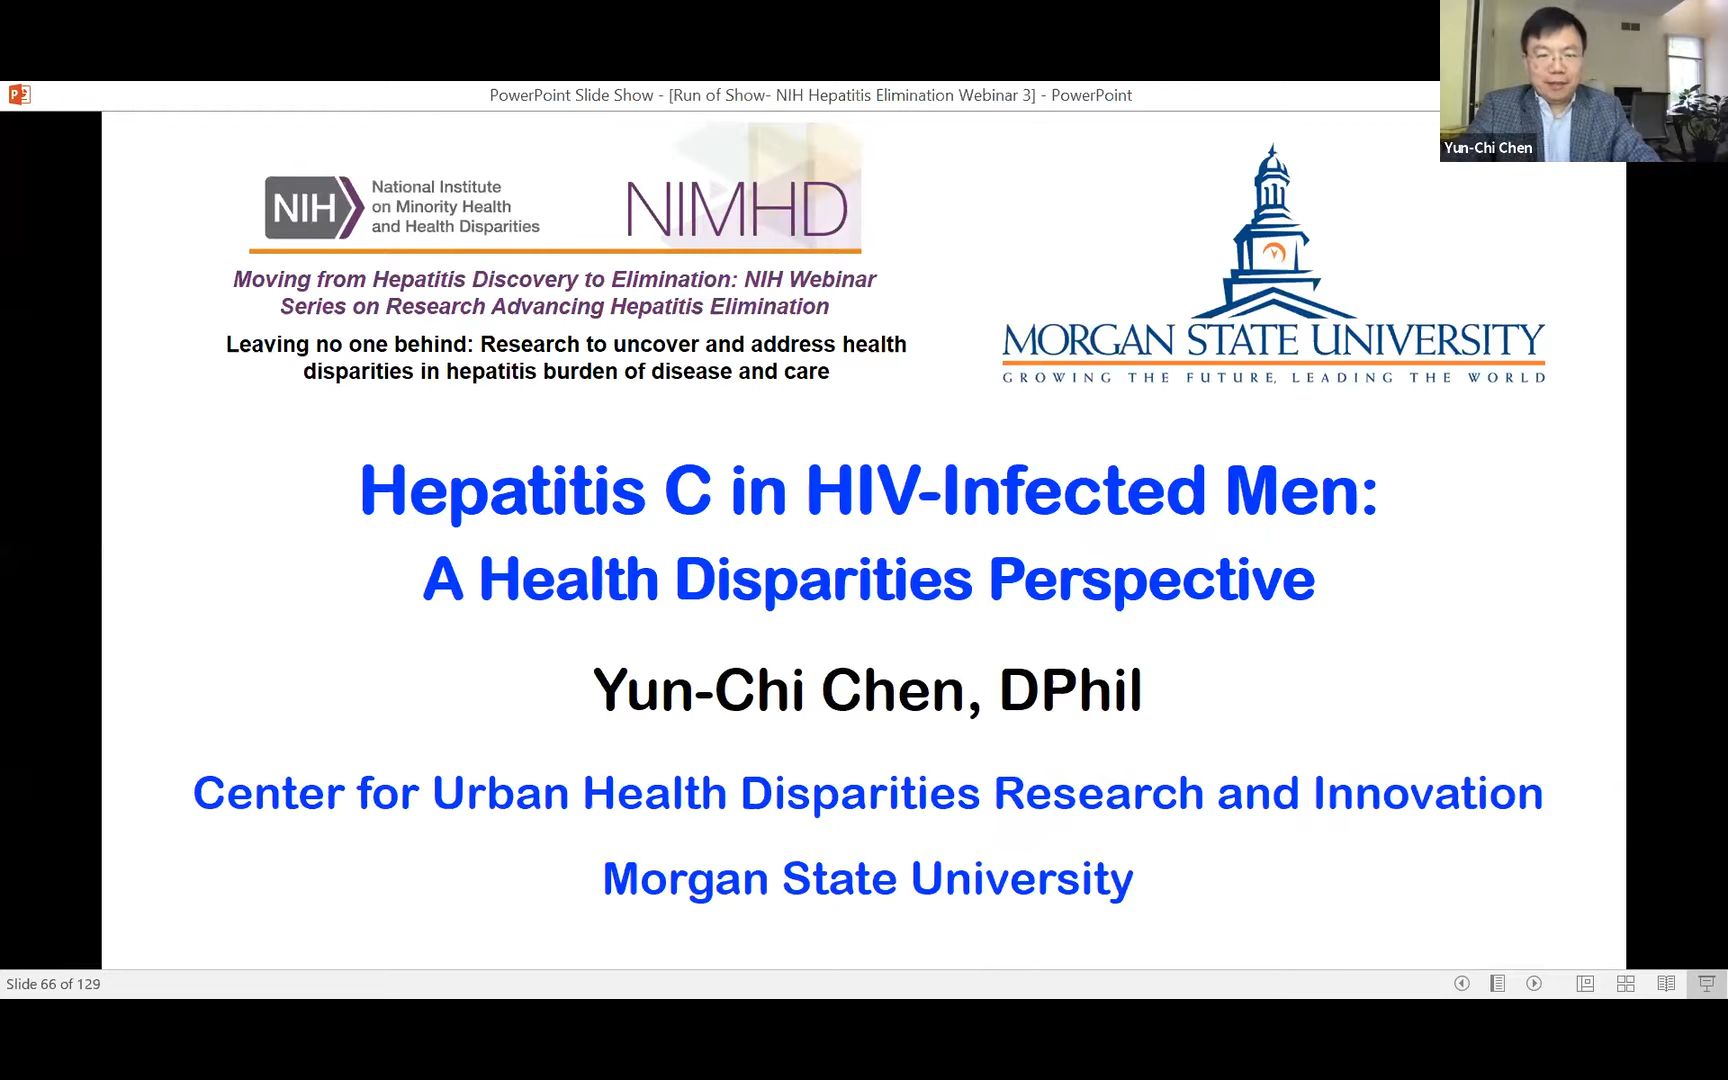 PowerPoint Slide Show - [Run of Show- NIH Hepatitis Elimination Webinar 3] - PowerPoint
Yun-Chi Chen
NIH
National Institute
on Minority Health
and Health Disparities
NIMHD
Moving from Hepatitis Discovery to Elimination: NIH Webinar
Series on Research Advancing Hepatitis Elimination
Leaving no one behind: Research to uncover and address health
disparities in hepatitis burden of disease and care
MORGAN STATE UNIVERSITY
GROWING THE FUTURE, LEADING THE WORLD
Hepatitis C in HIV-Infected Men:
A Health Disparities Perspective
Yun-Chi Chen, DPhil
Center for Urban Health Disparities Research and Innovation
Morgan State University
Slide 66 of 129